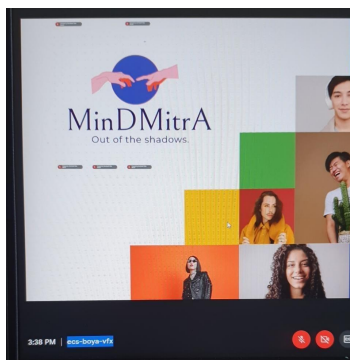 MinDMitrA
Out of the shadows.
3:38 PM | ecs-boya-vfx